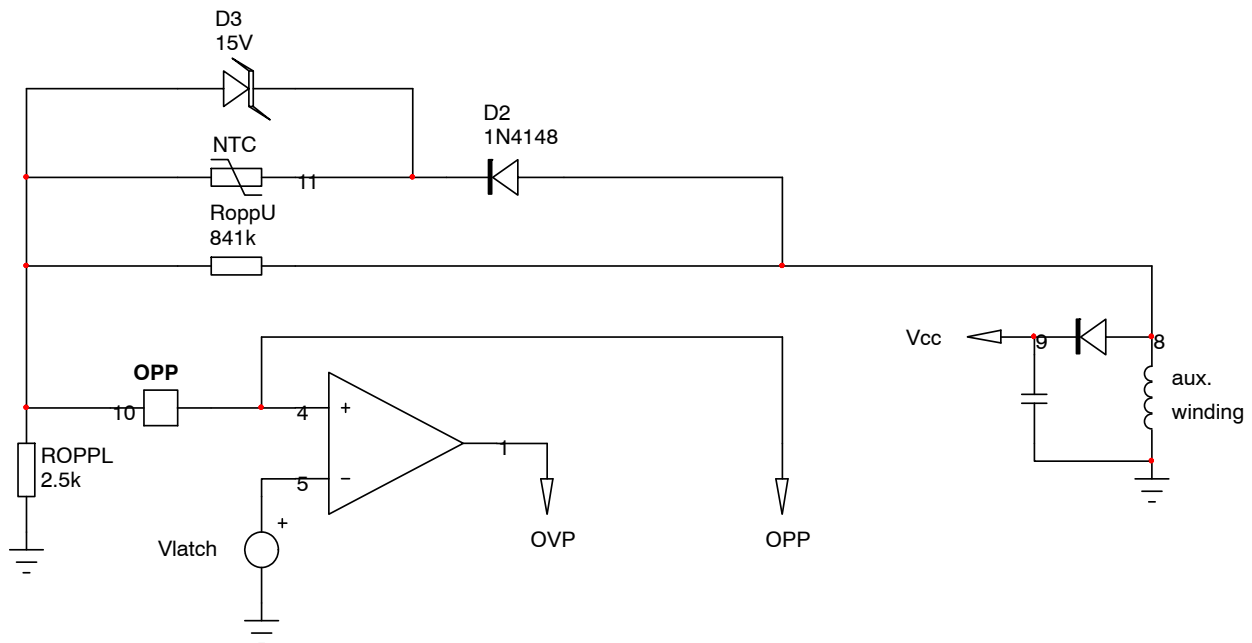 D3
15V
D2
1N4148
NTC
11
RoppU
841k
Vcc
9
8
OPP
aux.
winding
10
4
+
1
ROPPL
2.5k
5
−
+
Vlatch
OVP
OPP